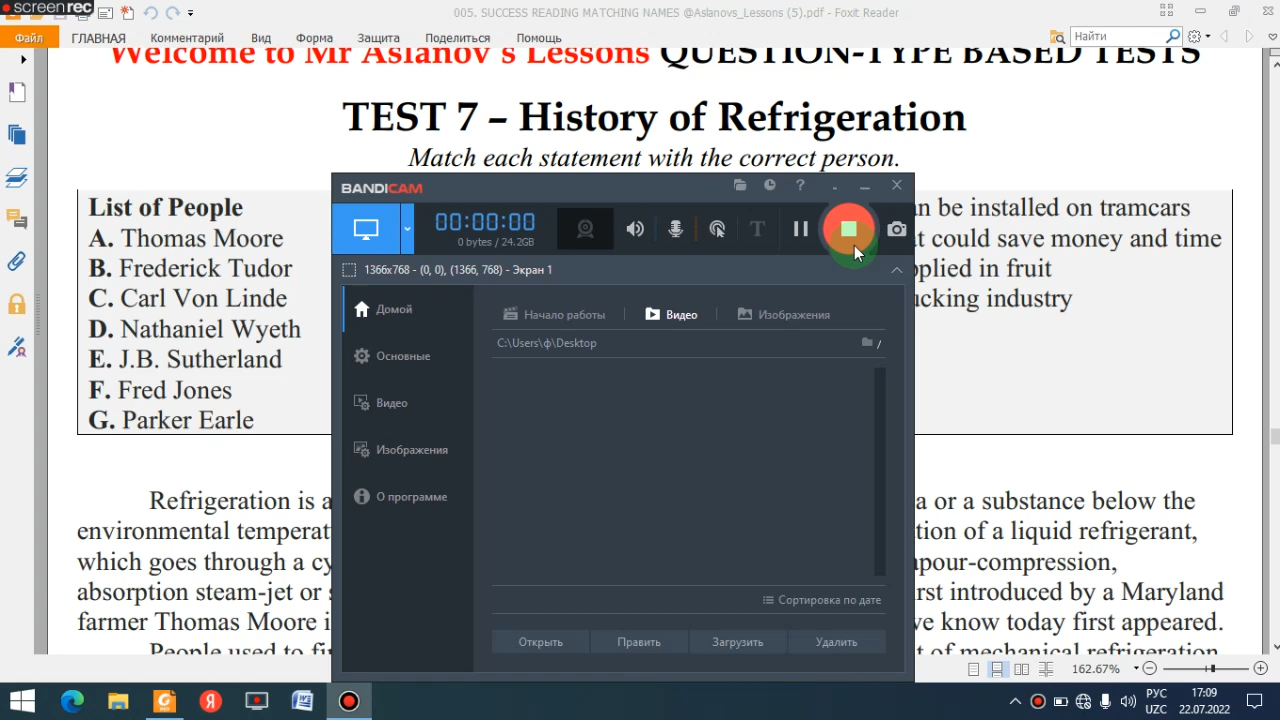 screenrec
005. SUCCESS READING MATCHING NAMES @Aslanovs_Lessons (5).pdf - Foxit Reader
Файл ГЛАВНАЯ Комментарий Вид Форма Защита Поделиться Помощь Найти
Welcome to Mr Aslanov's Lessons QUESTION-TYPE BASED TESTS
TEST 7 – History of Refrigeration
Match each statement with the correct person.
List of People
A. Thomas Moore
B. Frederick Tudor
C. Carl Von Linde
D. Nathaniel Wyeth
E. J.B. Sutherland
F. Fred Jones
G. Parker Earle
n be installed on tramcars
t could save money and time
plied in fruit
ucking industry
BANDICAM
00:00:00
0 bytes / 24.2GB
1366x768 - (0, 0), (1366, 768) - Экран 1
Домой
Основные
Видео
Изображения
О программе
Начало работы Видео Изображения
C:\Users\ф\Desktop
/
Сортировка по дате
Открыть Править Загрузить Удалить
Refrigeration is a
a or a substance below the
environmental temperat
tion of a liquid refrigerant,
which goes through a cy
apour-compression,
absorption steam-jet or s
rst introduced by a Maryland
farmer Thomas Moore i
ve know today first appeared.
People used to fi
t of mechanical refrigeration
162.67%
РУС 17:09
UZC 22.07.2022